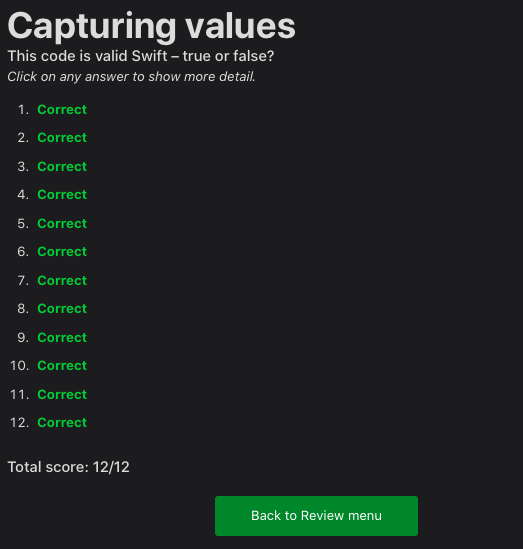 Capturing values
This code is valid Swift – true or false?
Click on any answer to show more detail.
1. Correct
2. Correct
3. Correct
4. Correct
5. Correct
6. Correct
7. Correct
8. Correct
9. Correct
10. Correct
11. Correct
12. Correct
Total score: 12/12
Back to Review menu